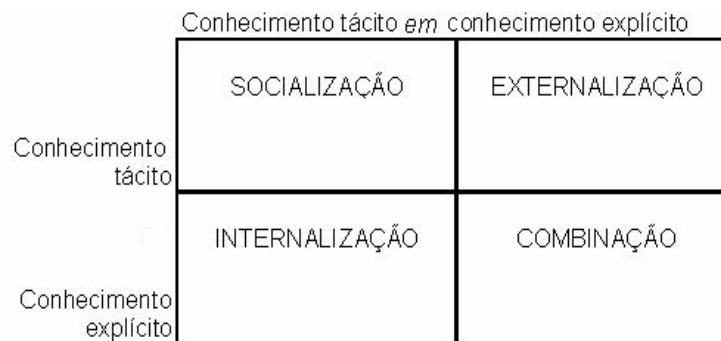 Conhecimento tácito em conhecimento explícito
SOCIALIZAÇÃO
EXTERNALIZAÇÃO
Conhecimento
tácito
INTERNALIZAÇÃO
COMBINAÇÃO
Conhecimento
explícito